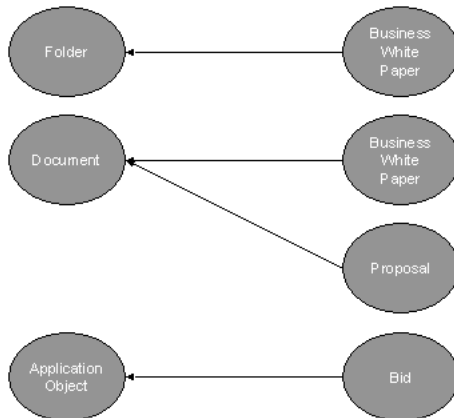 Folder
Business
White
Paper
Document
Business
White
Paper
Proposal
Application
Object
Bid